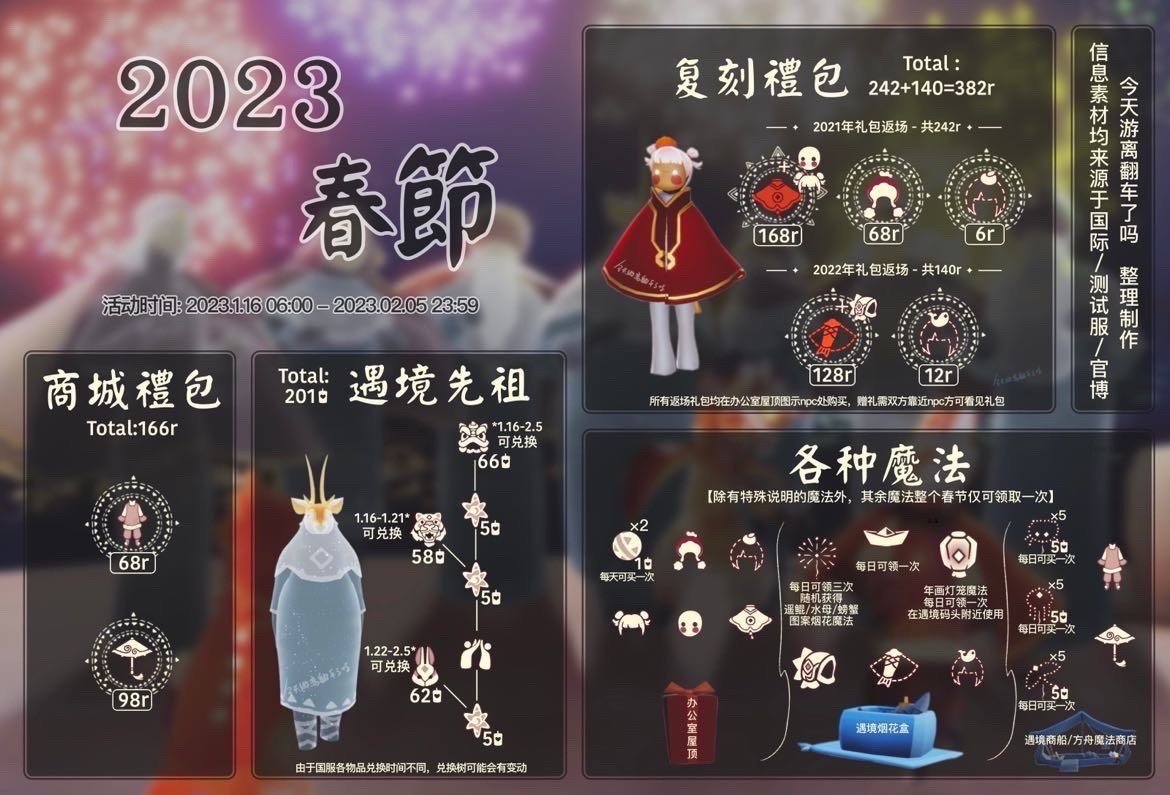 2023
春節
活动时间: 2023.1.16 06:00 – 2023.02.05 23:59
商城禮包
Total:166r
68r
98r
Total:
201
遇境先祖
*1.16-2.5
可兑换
66
5
1.16-1.21*
可兑换
58
5
1.22-2.5*
可兑换
62
5
由于国服各物品兑换时间不同，兑换树可能会有变动
复刻禮包
Total :
242+140=382r
2021年礼包返场 - 共242r
168r
68r
6r
2022年礼包返场 - 共140r
128r
12r
所有返场礼包均在办公室屋顶图示npc处购买，赠礼需双方靠近npc方可看见礼包
今天游离翻车了吗 整理制作
信息素材均来源于国际/测试服/官博
各种魔法
【除有特殊说明的魔法外，其余魔法整个春节仅可领取一次】
x2
1
每天可买一次
办公室屋顶
每日可领三次
随机获得
遥鲲/水母/螃蟹
图案烟花魔法
每日可领一次
年画灯笼魔法
每日可领一次
在遇境码头附近使用
遇境烟花盒
x5
5
每日可买一次
x5
5
每日可买一次
x5
5
每日可买一次
遇境商船/方舟魔法商店